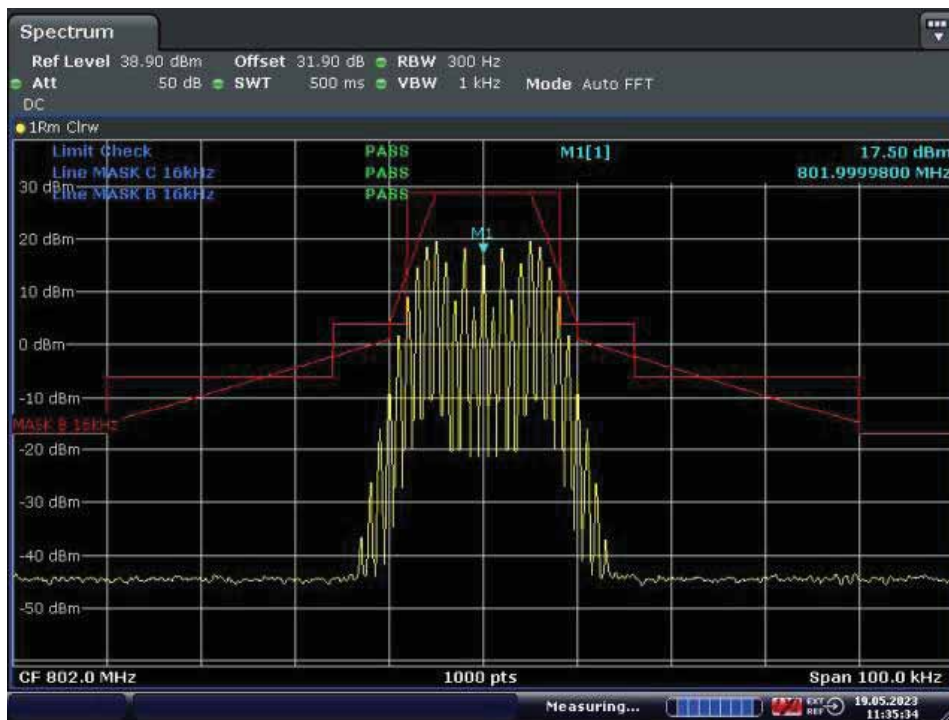 Spectrum
Ref Level 38.90 dBm Offset 31.90 dB RBW 300 Hz
Att 50 dB SWT 500 ms VBW 1 kHz Mode Auto FFT
DC
1Rm Clrw
Limit Check PASS M1[1] 17.50 dBm
Line MASK C 16kHz PASS 801.9999800 MHz
30 dBm
Line MASK B 16kHz PASS
20 dBm
M1
10 dBm
0 dBm
-10 dBm
MASK B 16kHz
-20 dBm
-30 dBm
-40 dBm
-50 dBm
CF 802.0 MHz 1000 pts Span 100.0 kHz
Measuring... EXT REF 19.05.2023
11:35:34